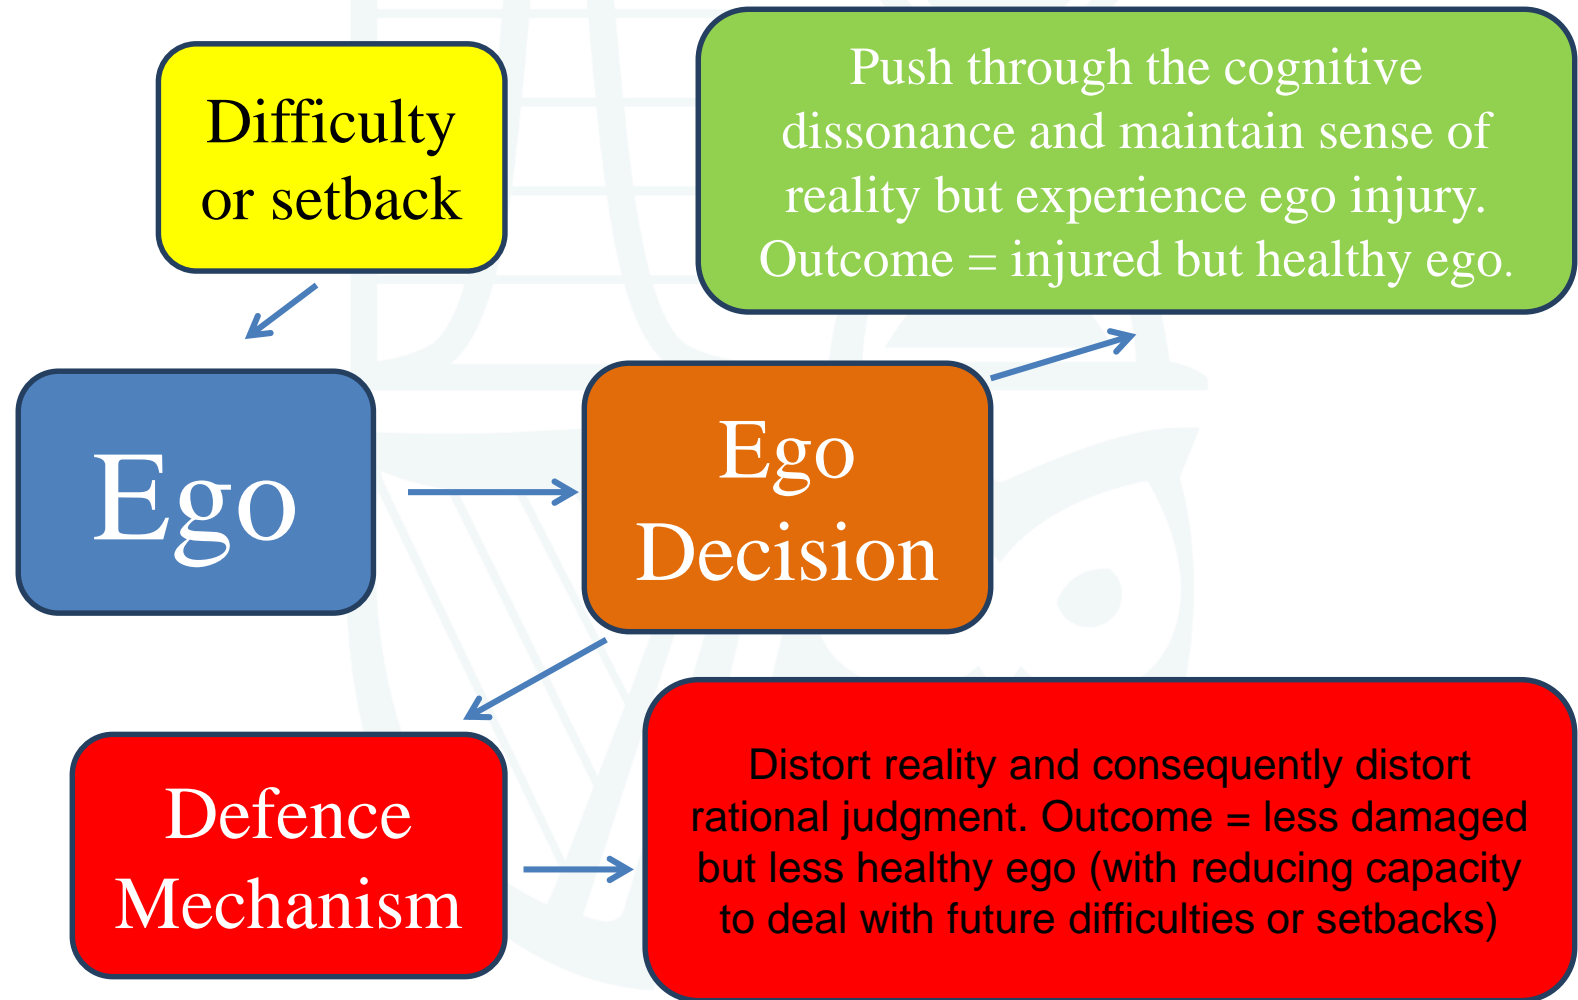 Difficulty
or setback
Push through the cognitive
dissonance and maintain sense of
reality but experience ego injury.
Outcome = injured but healthy ego.
Ego
Ego
Decision
Defence
Mechanism
Distort reality and consequently distort
rational judgment. Outcome = less damaged
but less healthy ego (with reducing capacity
to deal with future difficulties or setbacks)